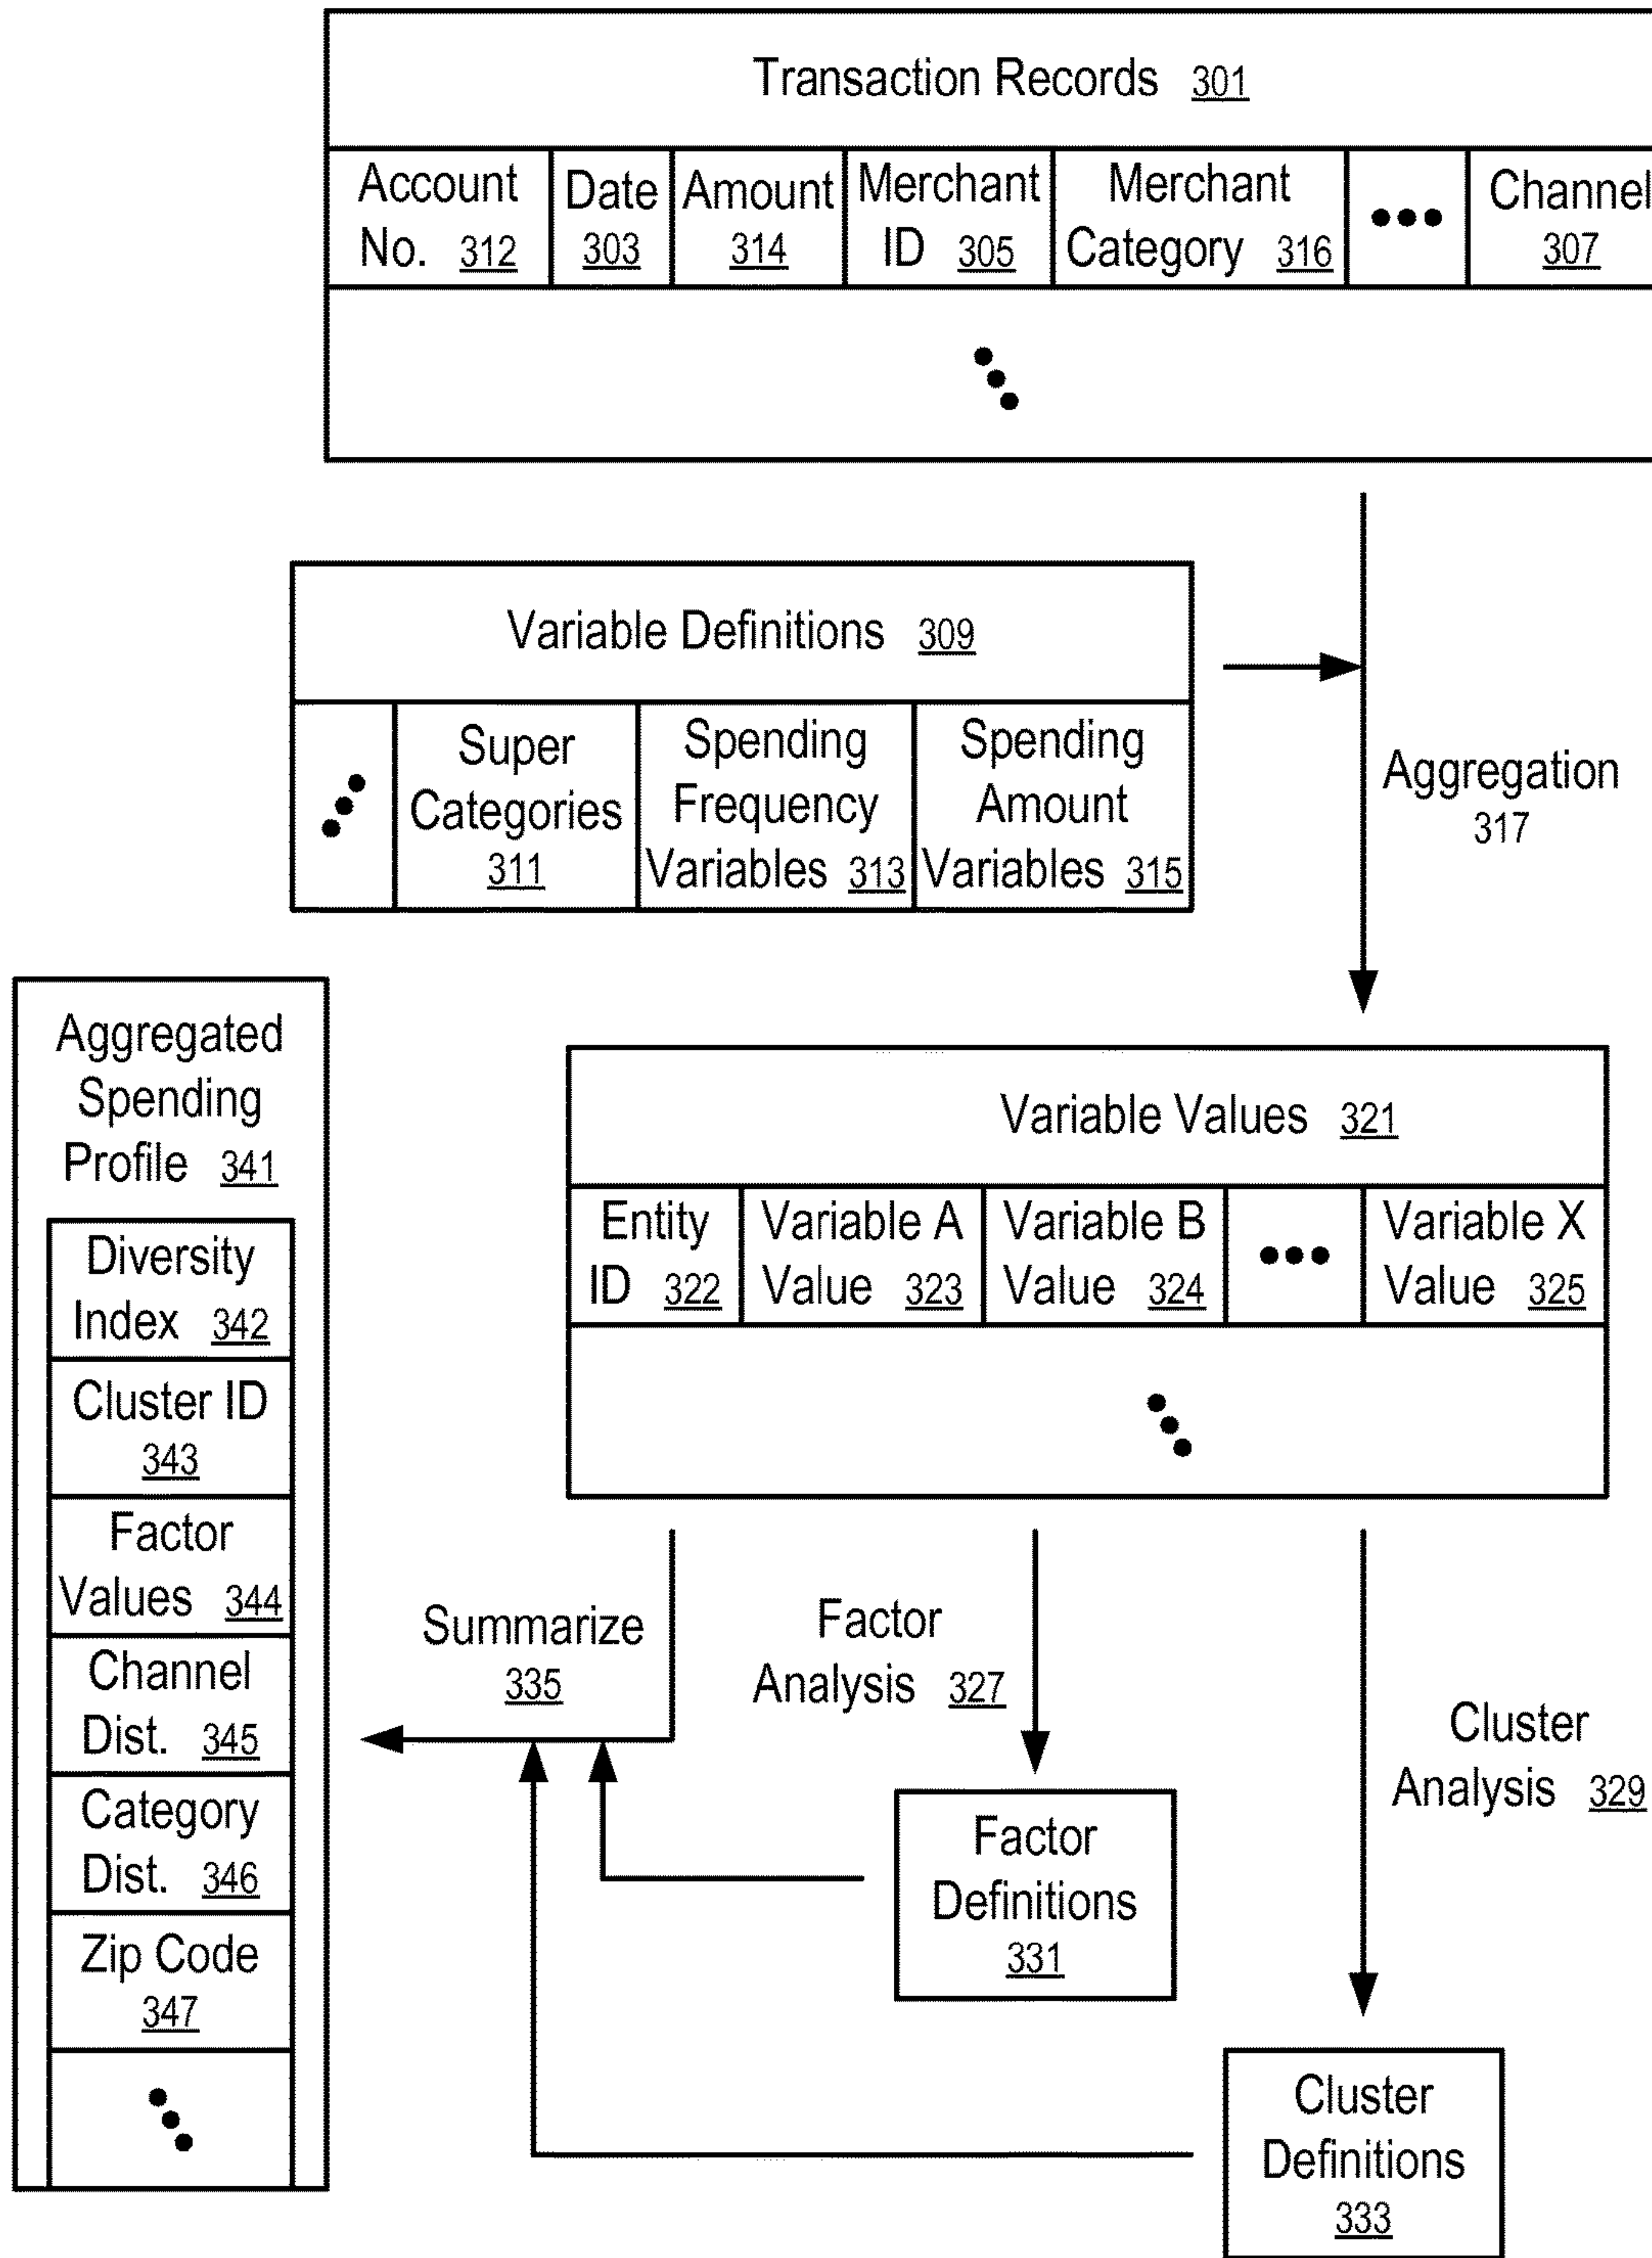 Transaction Records 301
Account
No. 312
Date
303
Amount
314
Merchant
ID 305
Merchant
Category 316
Channel
307
Variable Definitions 309
Super
Categories
311
Spending
Frequency
Variables 313
Spending
Amount
Variables 315
Aggregation
317
Aggregated
Spending
Profile 341
Diversity
Index 342
Cluster ID
343
Factor
Values 344
Channel
Dist. 345
Category
Dist. 346
Zip Code
347
Variable Values 321
Entity
ID 322
Variable A
Value 323
Variable B
Value 324
Variable X
Value 325
Summarize
335
Factor
Analysis 327
Cluster
Analysis 329
Factor
Definitions
331
Cluster
Definitions
333